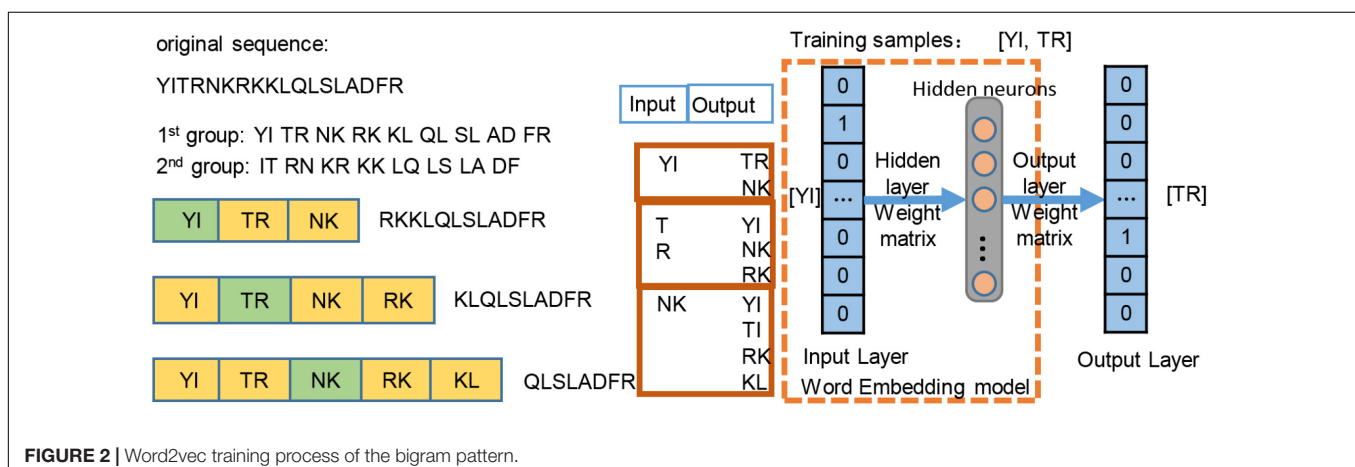 original sequence:
YITRNKRKKLQLSLADFR
1st group: YI TR NK RK KL QL SL AD FR
2nd group: IT RN KR KK LQ LS LA DF
YI TR NK RKKLQLSLADFR
YI TR NK RK KLQLSLADFR
YI TR NK RK KL QLSLADFR
Input Output
YI TR
NK
T YI
R NK
RK
NK YI
TI
RK
KL
Training samples: [YI, TR]
[YI]
0
1
0
...
0
0
0
Input Layer
Hidden
layer
Weight
matrix
Hidden neurons
Output
layer
Weight
matrix
0
0
0
...
1
0
0
[TR]
Output Layer
Word Embedding model
FIGURE 2 | Word2vec training process of the bigram pattern.